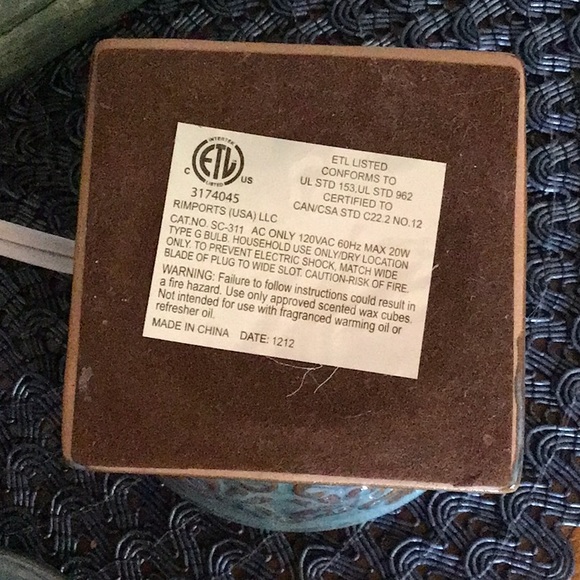 INTERTEK
ETL
LISTED
C US
3174045
RIMPORTS (USA) LLC
ETL LISTED
CONFORMS TO
UL STD 153,UL STD 962
CERTIFIED TO
CAN/CSA STD C22.2 NO.12
CAT.NO. SC-311 AC ONLY 120VAC 60Hz MAX 20W
TYPE G BULB. HOUSEHOLD USE ONLY/DRY LOCATION
ONLY. TO PREVENT ELECTRIC SHOCK, MATCH WIDE
BLADE OF PLUG TO WIDE SLOT. CAUTION-RISK OF FIRE.
WARNING: Failure to follow instructions could result in
a fire hazard. Use only approved scented wax cubes.
Not intended for use with fragranced warming oil or
refresher oil.
MADE IN CHINA DATE: 1212